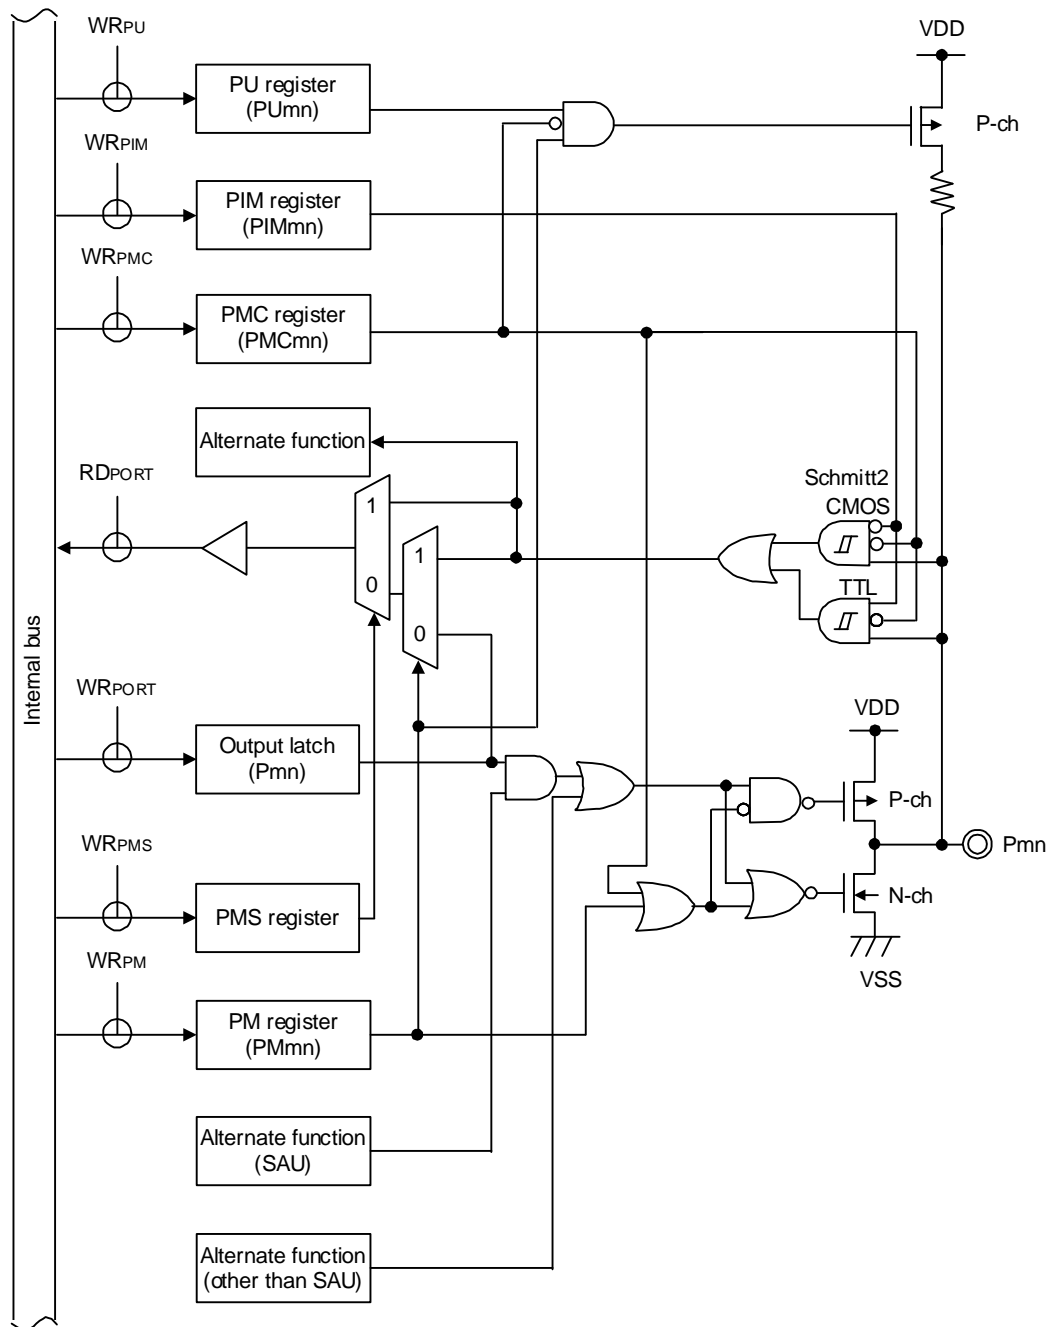 WRPU
VDD
PU register
(PUmn)
P-ch
WRPIM
PIM register
(PIMmn)
WRPMC
PMC register
(PMCmn)
Alternate function
RDPORT
1
0
1
0
Schmitt2
CMOS
TTL
Internal bus
WRPORT
Output latch
(Pmn)
VDD
P-ch
Pmn
N-ch
VSS
WRPMS
PMS register
WRPM
PM register
(PMmn)
Alternate function
(SAU)
Alternate function
(other than SAU)